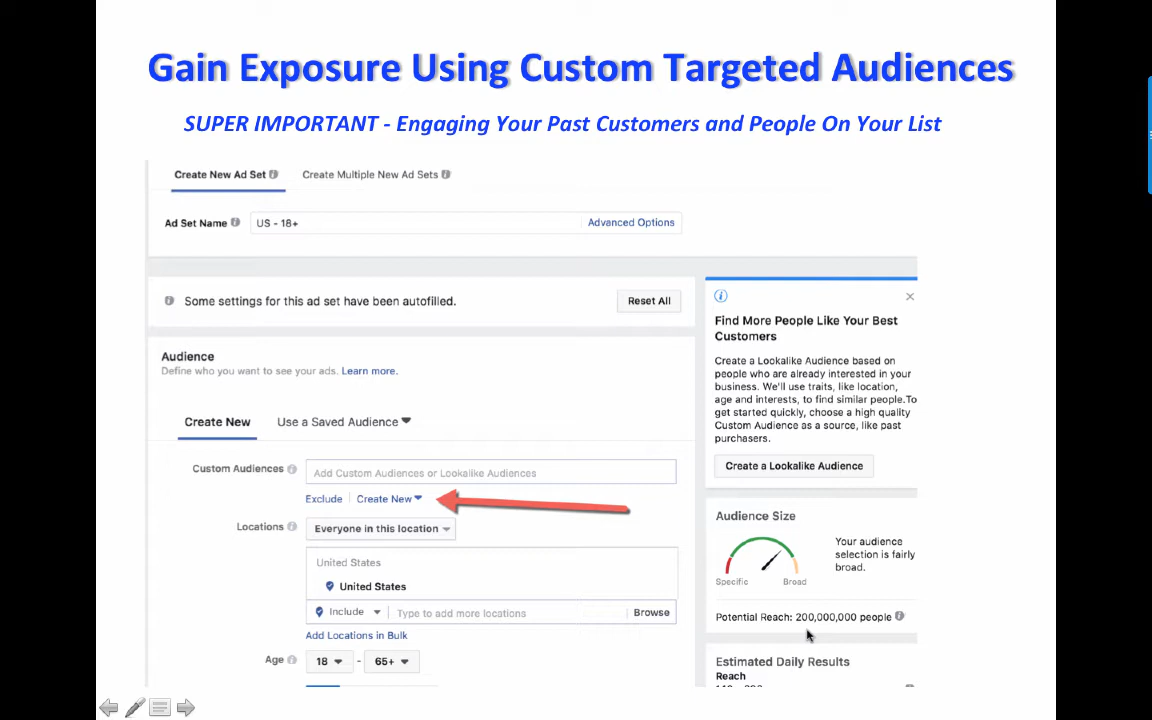 Gain Exposure Using Custom Targeted Audiences
SUPER IMPORTANT - Engaging Your Past Customers and People On Your List
Create New Ad Set
Create Multiple New Ad Sets
Ad Set Name
US - 18+
Advanced Options
Some settings for this ad set have been autofilled.
Reset All
Audience
Define who you want to see your ads. Learn more.
Create New
Use a Saved Audience
Custom Audiences
Add Custom Audiences or Lookalike Audiences
Exclude
Create New
Locations
Everyone in this location
United States
United States
Include
Type to add more locations
Browse
Add Locations in Bulk
Age
18 - 65+
Find More People Like Your Best
Customers
Create a Lookalike Audience based on
people who are already interested in your
business. We'll use traits, like location,
age and interests, to find similar people.To
get started quickly, choose a high quality
Custom Audience as a source, like past
purchasers.
Create a Lookalike Audience
Audience Size
Your audience
selection is fairly
broad.
Specific
Broad
Potential Reach: 200,000,000 people
Estimated Daily Results
Reach